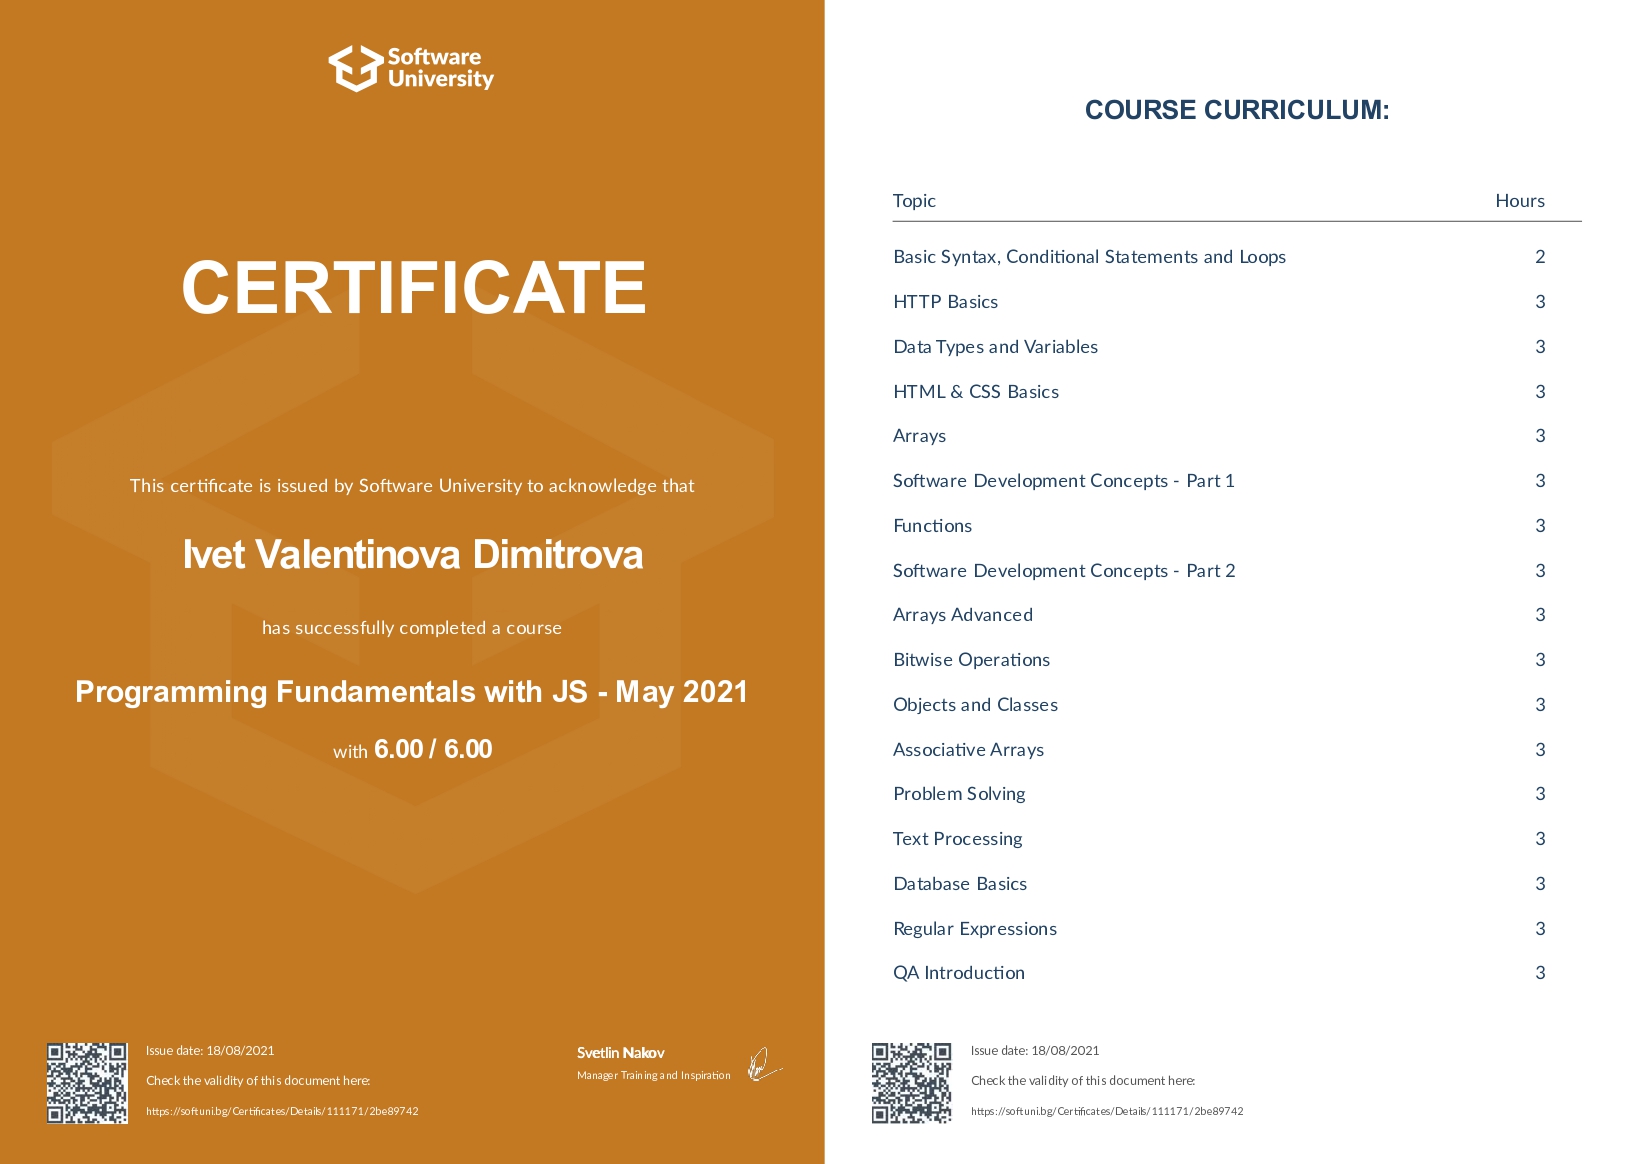 Software
University
CERTIFICATE
This certificate is issued by Software University to acknowledge that
Ivet Valentinova Dimitrova
has successfully completed a course
Programming Fundamentals with JS - May 2021
with 6.00 / 6.00
Issue date: 18/08/2021
Check the validity of this document here:
https://softuni.bg/Certificates/Details/111171/2be89742
Svetlin Nakov
Manager Training and Inspiration
COURSE CURRICULUM:
Topic Hours
Basic Syntax, Conditional Statements and Loops 2
HTTP Basics 3
Data Types and Variables 3
HTML & CSS Basics 3
Arrays 3
Software Development Concepts - Part 1 3
Functions 3
Software Development Concepts - Part 2 3
Arrays Advanced 3
Bitwise Operations 3
Objects and Classes 3
Associative Arrays 3
Problem Solving 3
Text Processing 3
Database Basics 3
Regular Expressions 3
QA Introduction 3
Issue date: 18/08/2021
Check the validity of this document here:
https://softuni.bg/Certificates/Details/111171/2be89742